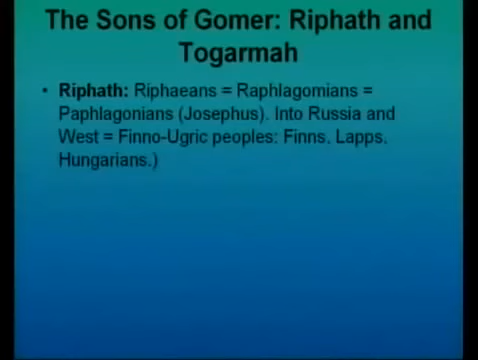 The Sons of Gomer: Riphath and
Togarmah
• Riphath: Riphaeans = Raphlagomians =
Paphlagonians (Josephus). Into Russia and
West = Finno-Ugric peoples: Finns, Lapps,
Hungarians.)